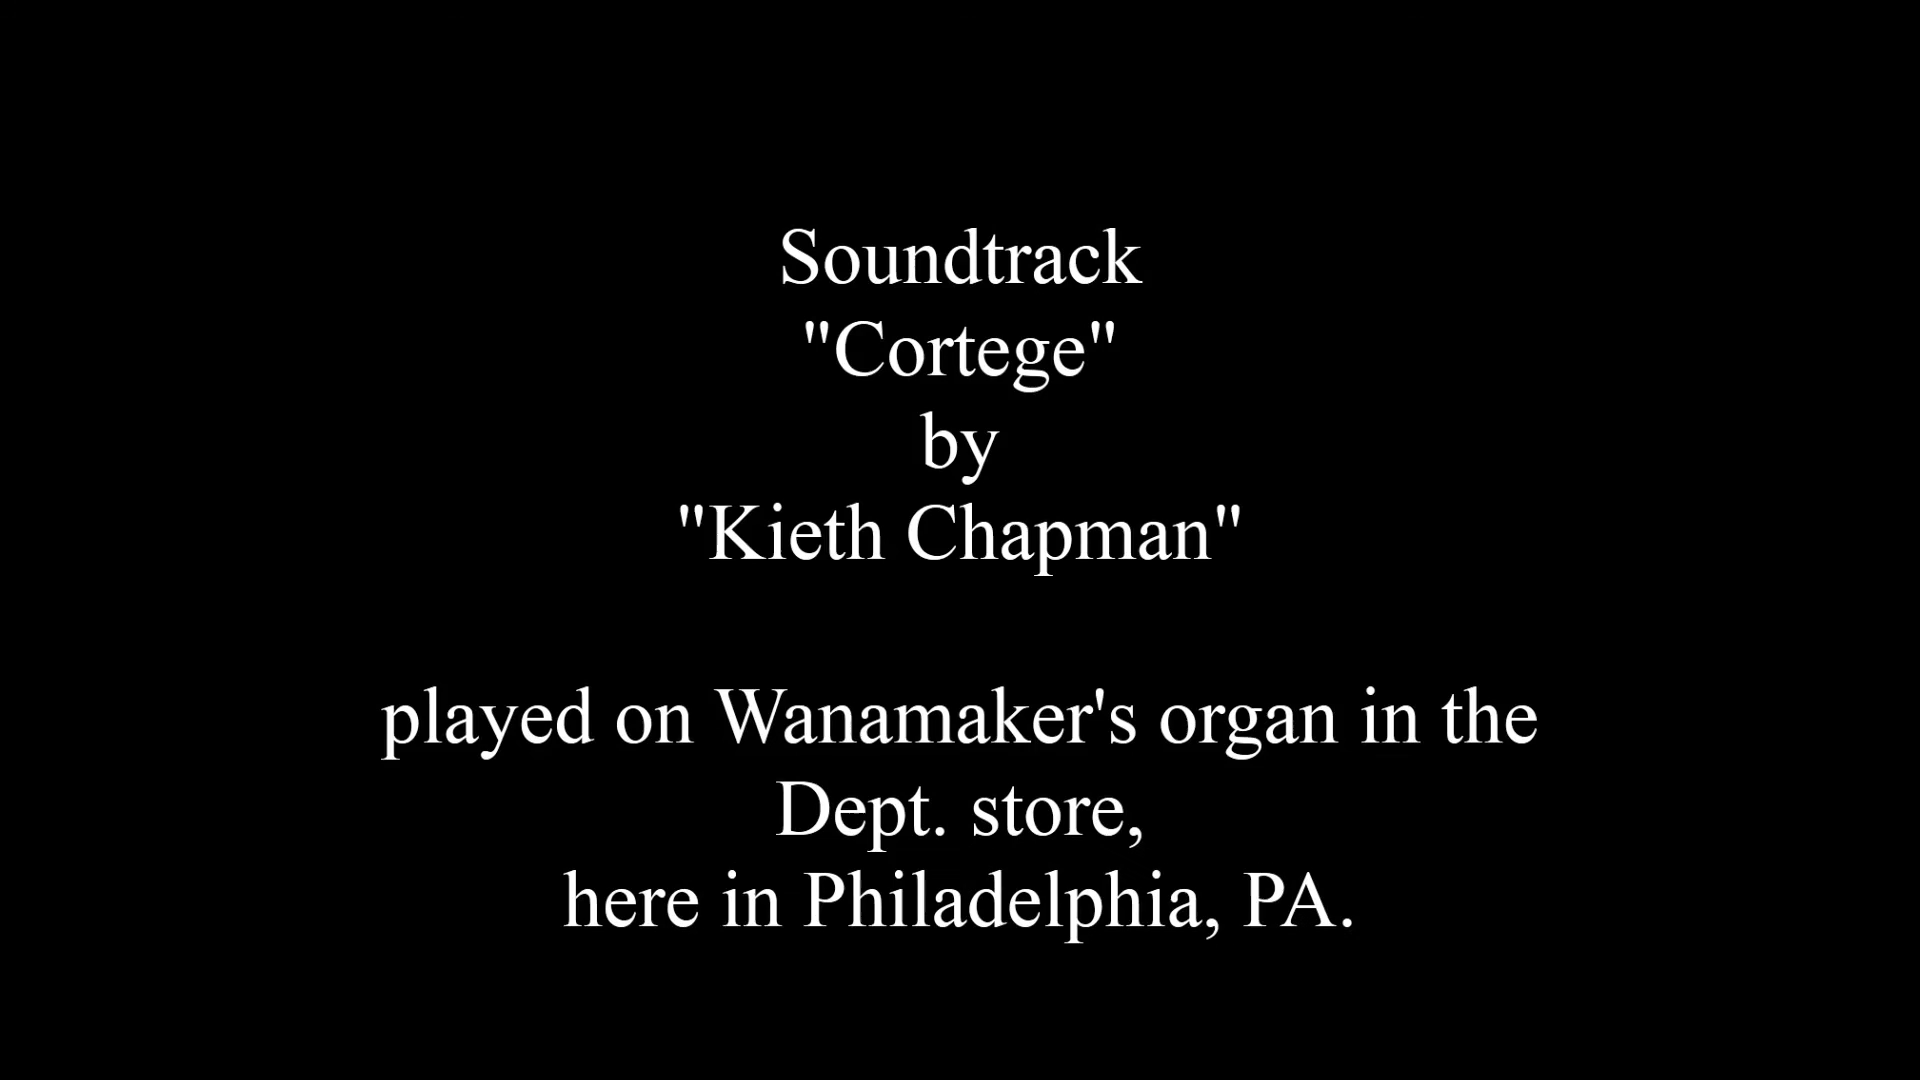 Soundtrack
"Cortege"
by
"Kieth Chapman"
played on Wanamaker's organ in the
Dept. store,
here in Philadelphia, PA.